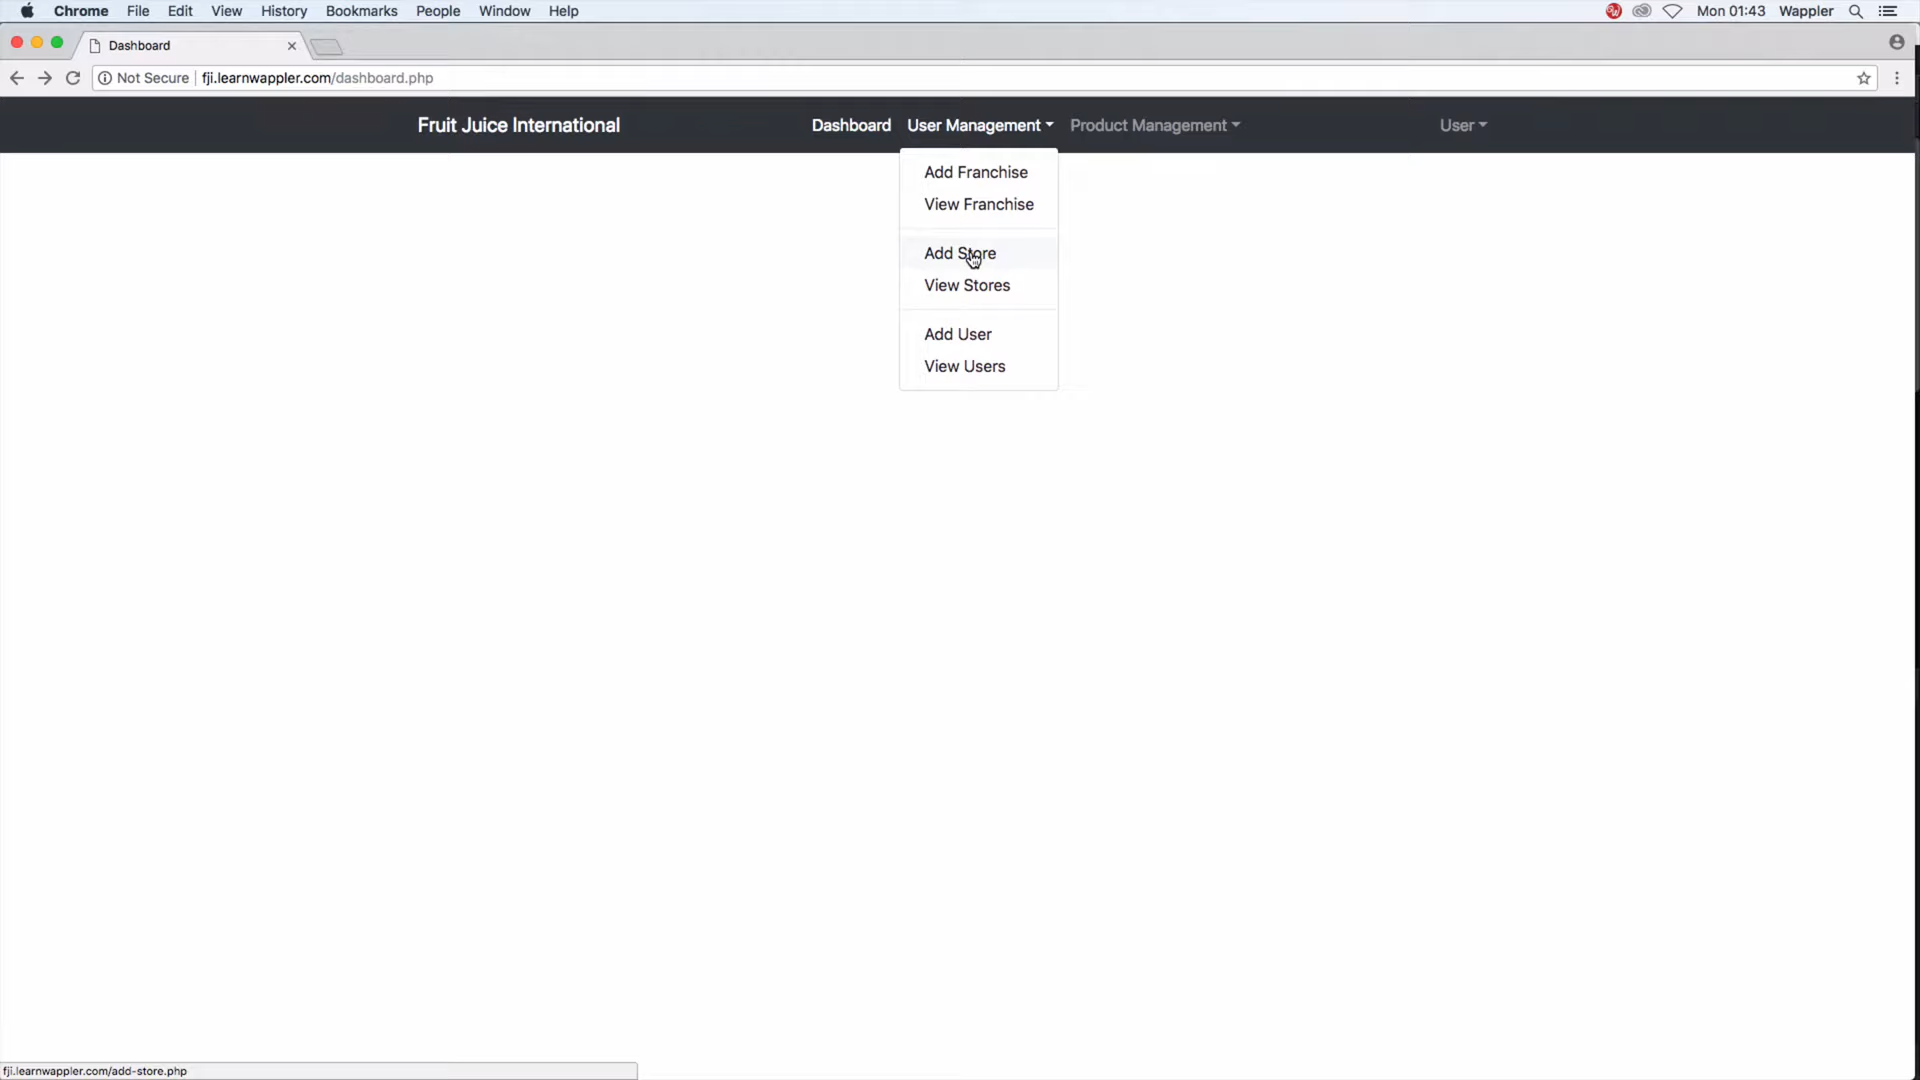 Chrome File Edit View History Bookmarks People Window Help Mon 01:43 Wappler
Dashboard
Not Secure fji.learnwappler.com/dashboard.php
Fruit Juice International Dashboard User Management Product Management User
Add Franchise
View Franchise
Add Store
View Stores
Add User
View Users
fji.learnwappler.com/add-store.php